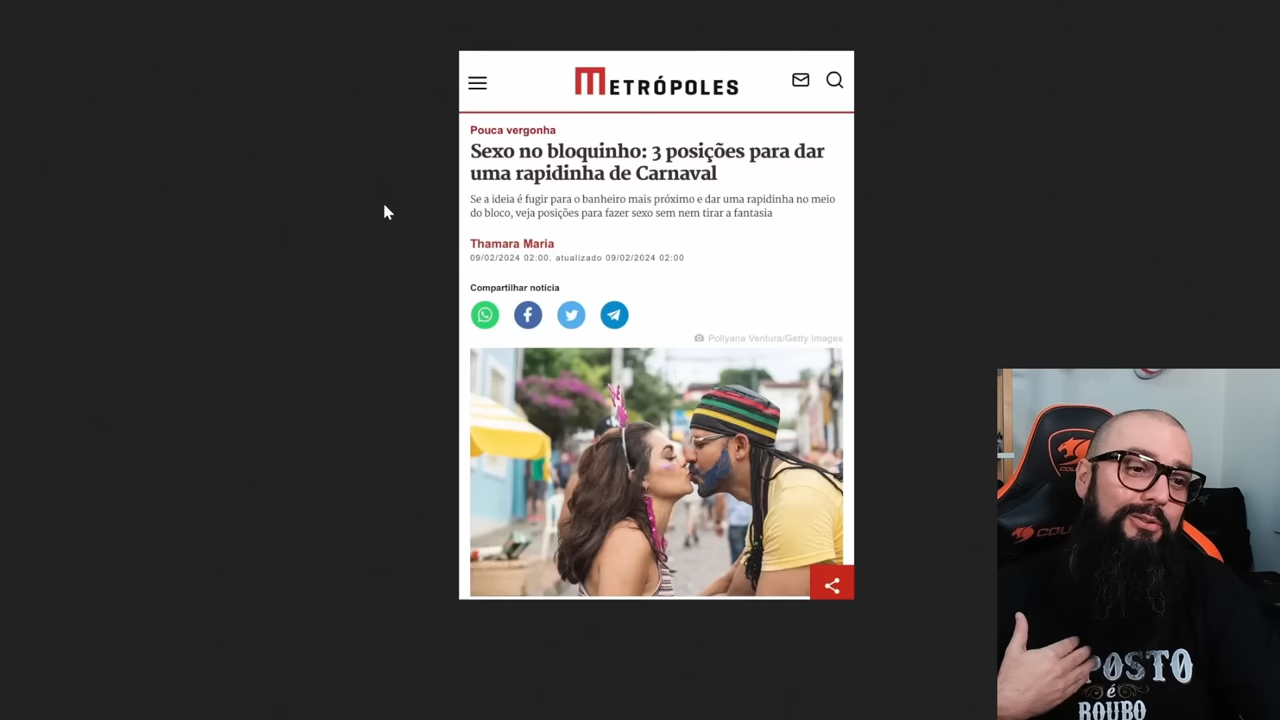 METRÓPOLES
Pouca vergonha
Sexo no bloquinho: 3 posições para dar
uma rapidinha de Carnaval
Se a ideia é fugir para o banheiro mais próximo e dar uma rapidinha no meio
do bloco, veja posições para fazer sexo sem nem tirar a fantasia
Thamara Maria
09/02/2024 02:00, atualizado 09/02/2024 02:00
Compartilhar notícia
Pollyana Ventura/Getty Images
COU
POSTO
é
ROUBO